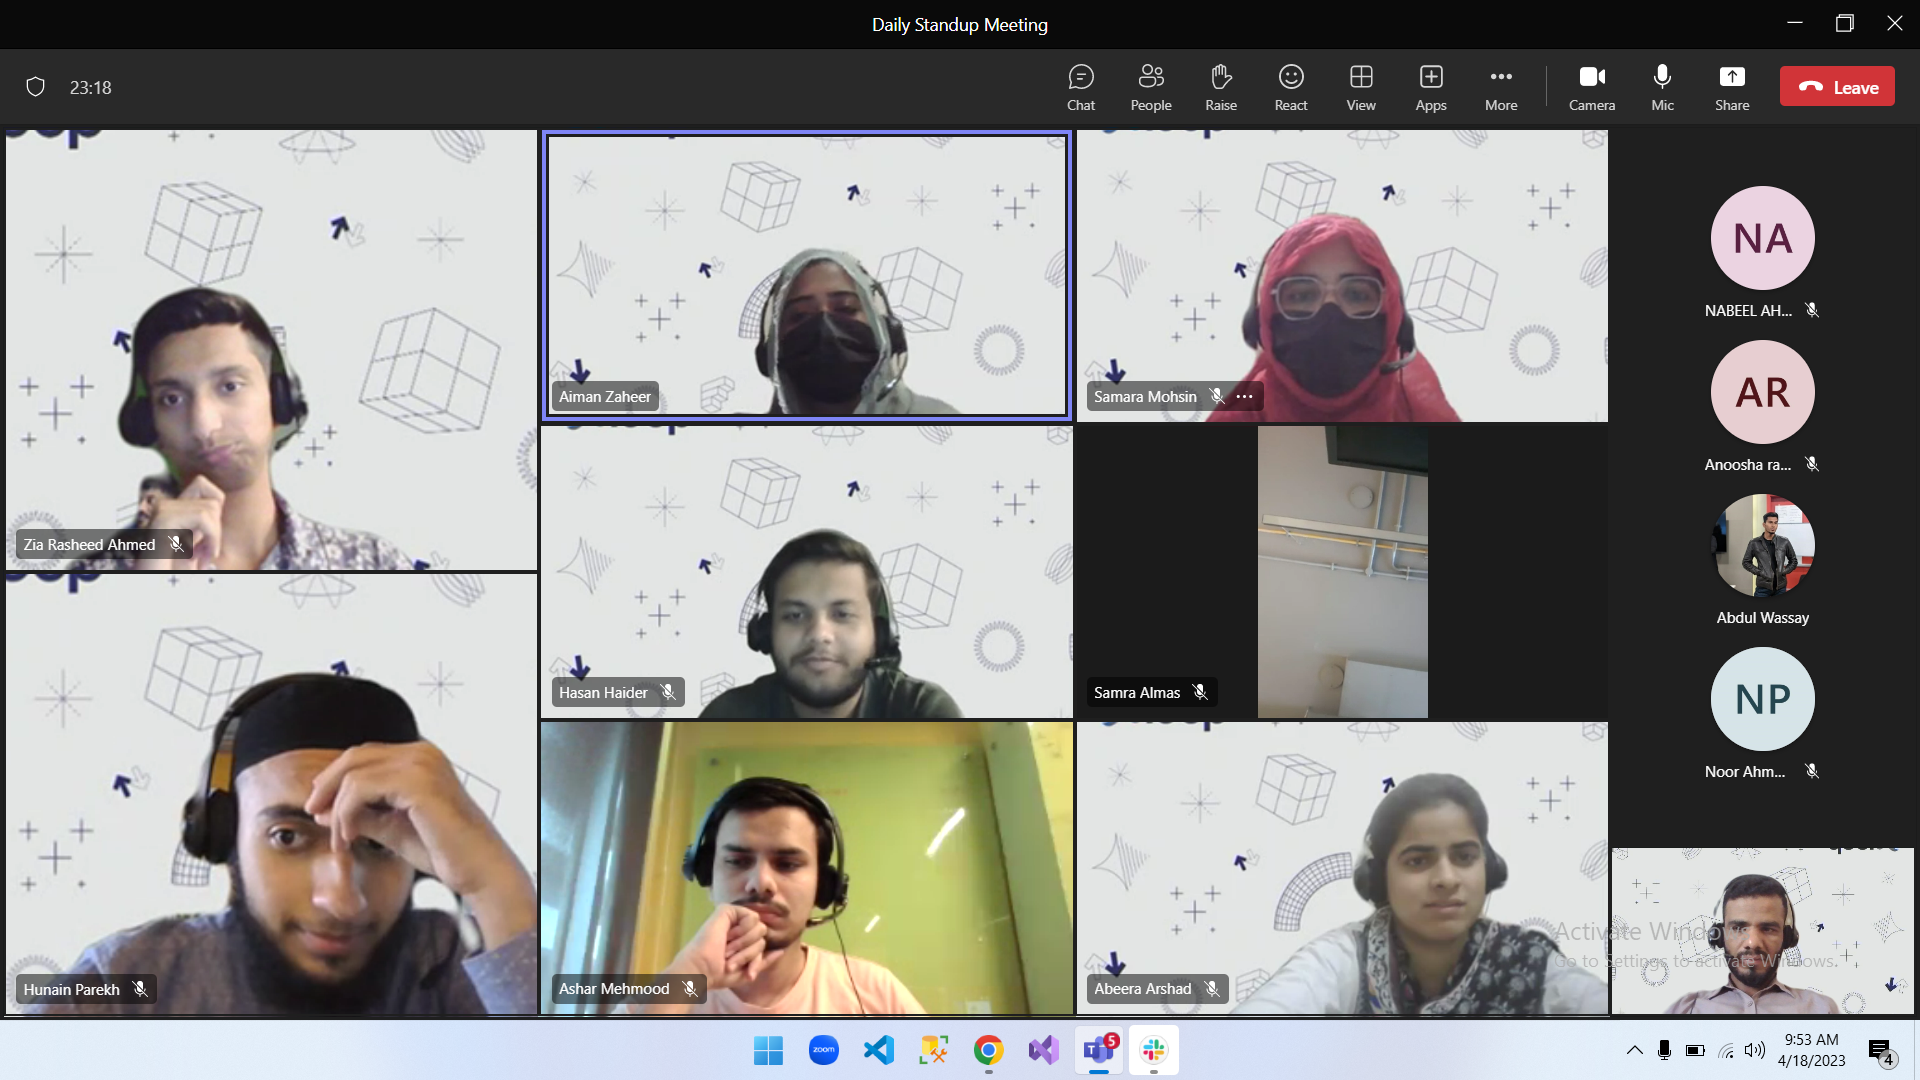 Daily Standup Meeting
23:18
Chat
People
Raise
React
View
Apps
More
Camera
Mic
Share
Leave
Zia Rasheed Ahmed
Aiman Zaheer
Samara Mohsin
NA
NABEEL AH...
AR
Anoosha ra...
Abdul Wassay
NP
Noor Ahm...
Hasan Haider
Samra Almas
Hunain Parekh
Ashar Mehmood
Abeera Arshad
Activate Windows
Go to Settings to activate Windows.
zoom
T
5
9:53 AM
4/18/2023
4